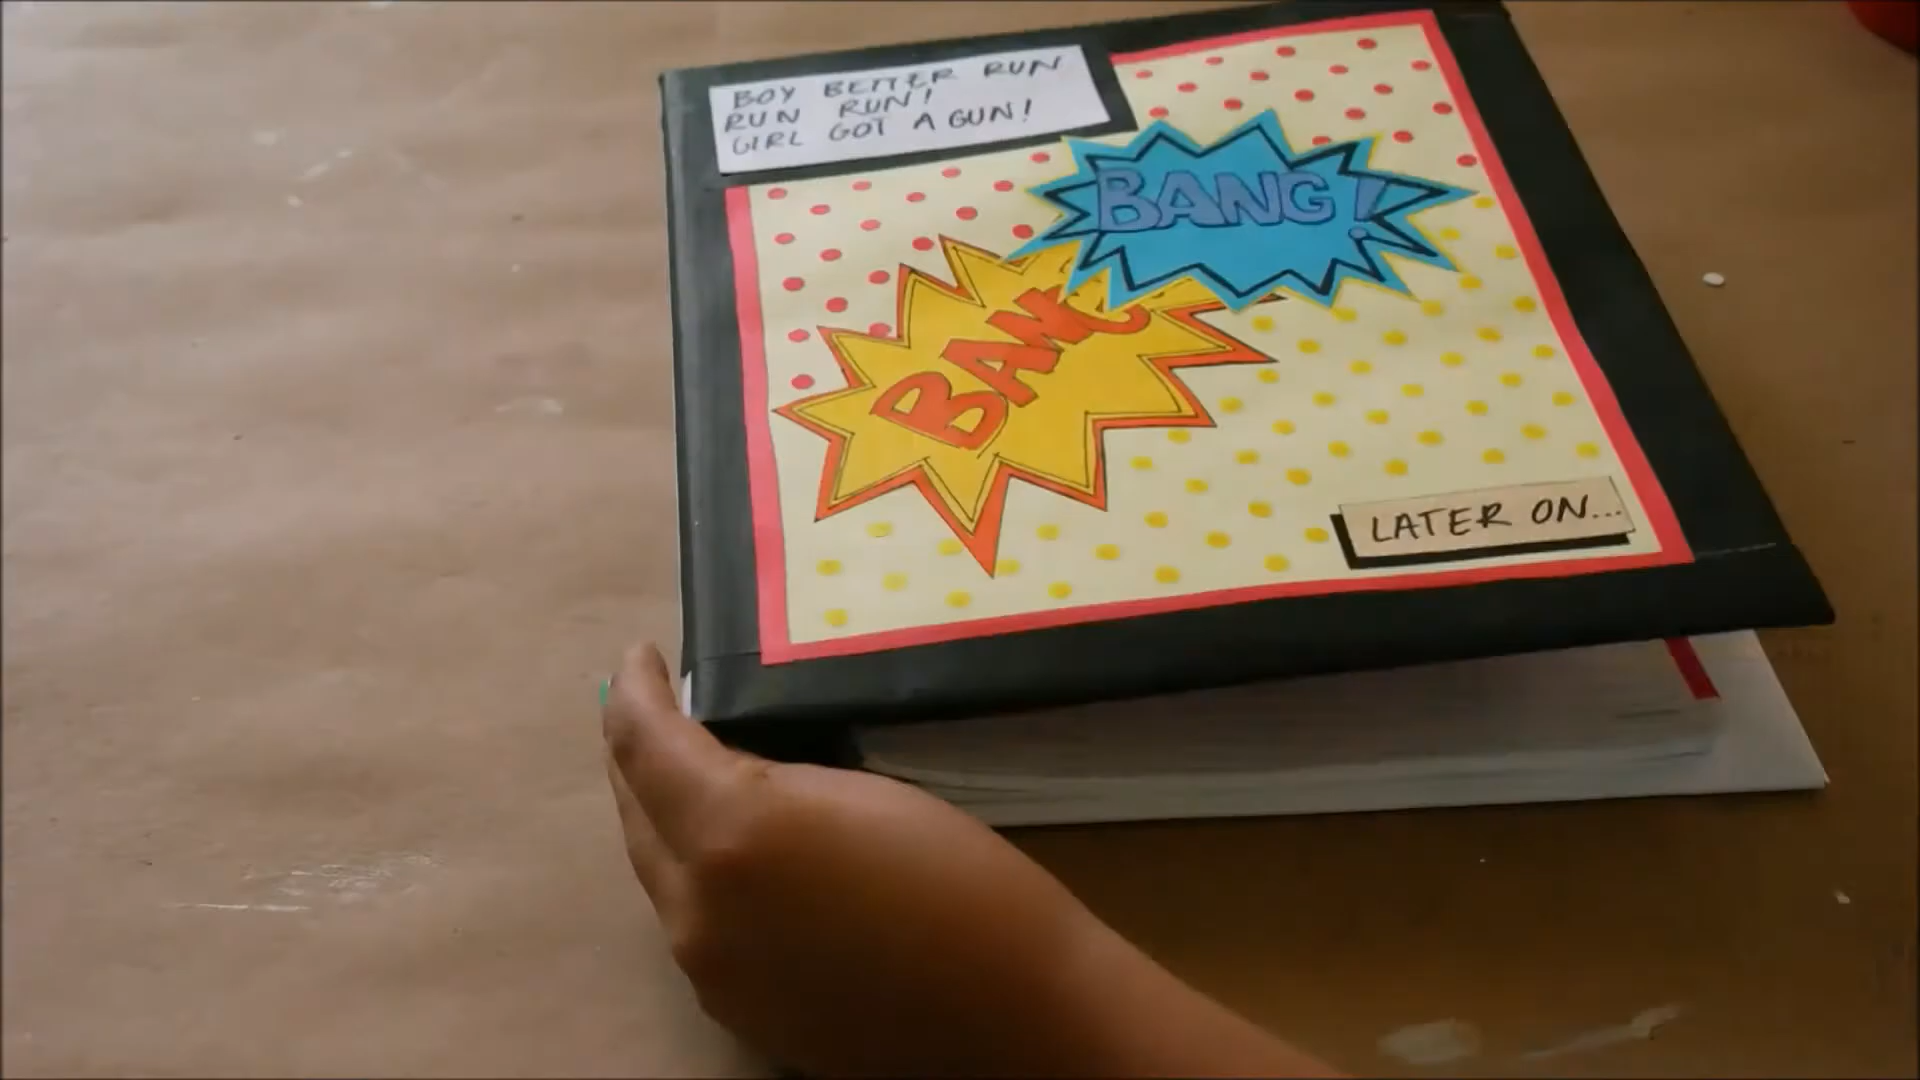 BOY BETTER RUN
RUN RUN!
GIRL GOT A GUN!
BANG!
BANG
LATER ON...